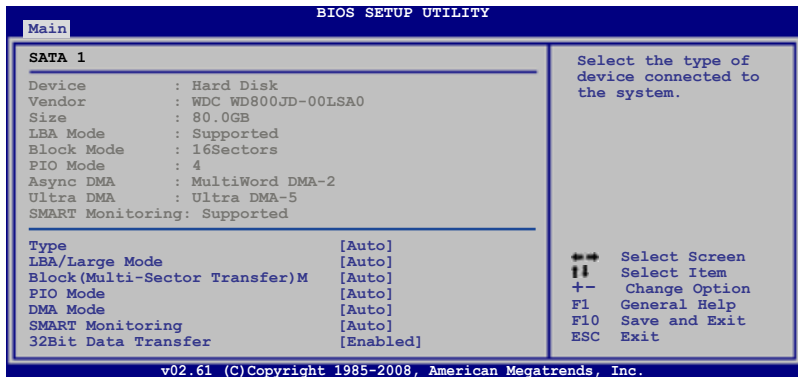 BIOS SETUP UTILITY
Main
SATA 1
Device : Hard Disk
Vendor : WDC WD800JD-00LSA0
Size : 80.0GB
LBA Mode : Supported
Block Mode : 16Sectors
PIO Mode : 4
Async DMA : MultiWord DMA-2
Ultra DMA : Ultra DMA-5
SMART Monitoring: Supported
Type [Auto]
LBA/Large Mode [Auto]
Block(Multi-Sector Transfer)M [Auto]
PIO Mode [Auto]
DMA Mode [Auto]
SMART Monitoring [Auto]
32Bit Data Transfer [Enabled]
Select the type of
device connected to
the system.
←→ Select Screen
↑↓ Select Item
+- Change Option
F1 General Help
F10 Save and Exit
ESC Exit
v02.61 (C)Copyright 1985-2008, American Megatrends, Inc.